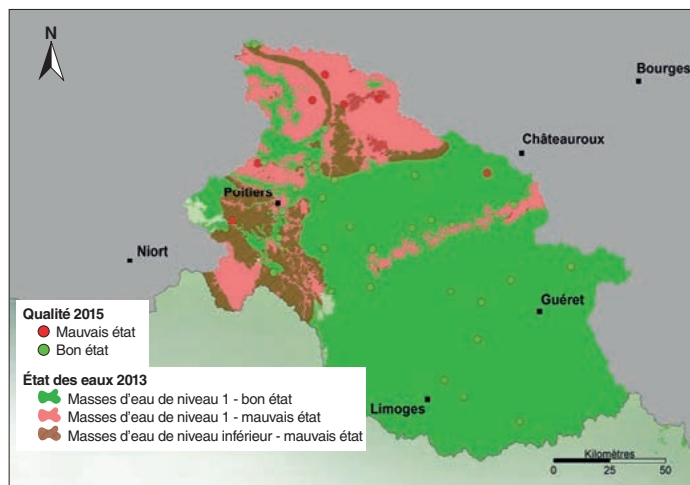 N
Bourges
Châteauroux
Poitiers
Niort
Guéret
Limoges
Qualité 2015
Mauvais état
Bon état
État des eaux 2013
Masses d'eau de niveau 1 - bon état
Masses d'eau de niveau 1 - mauvais état
Masses d'eau de niveau inférieur - mauvais état
Kilomètres
0 25 50